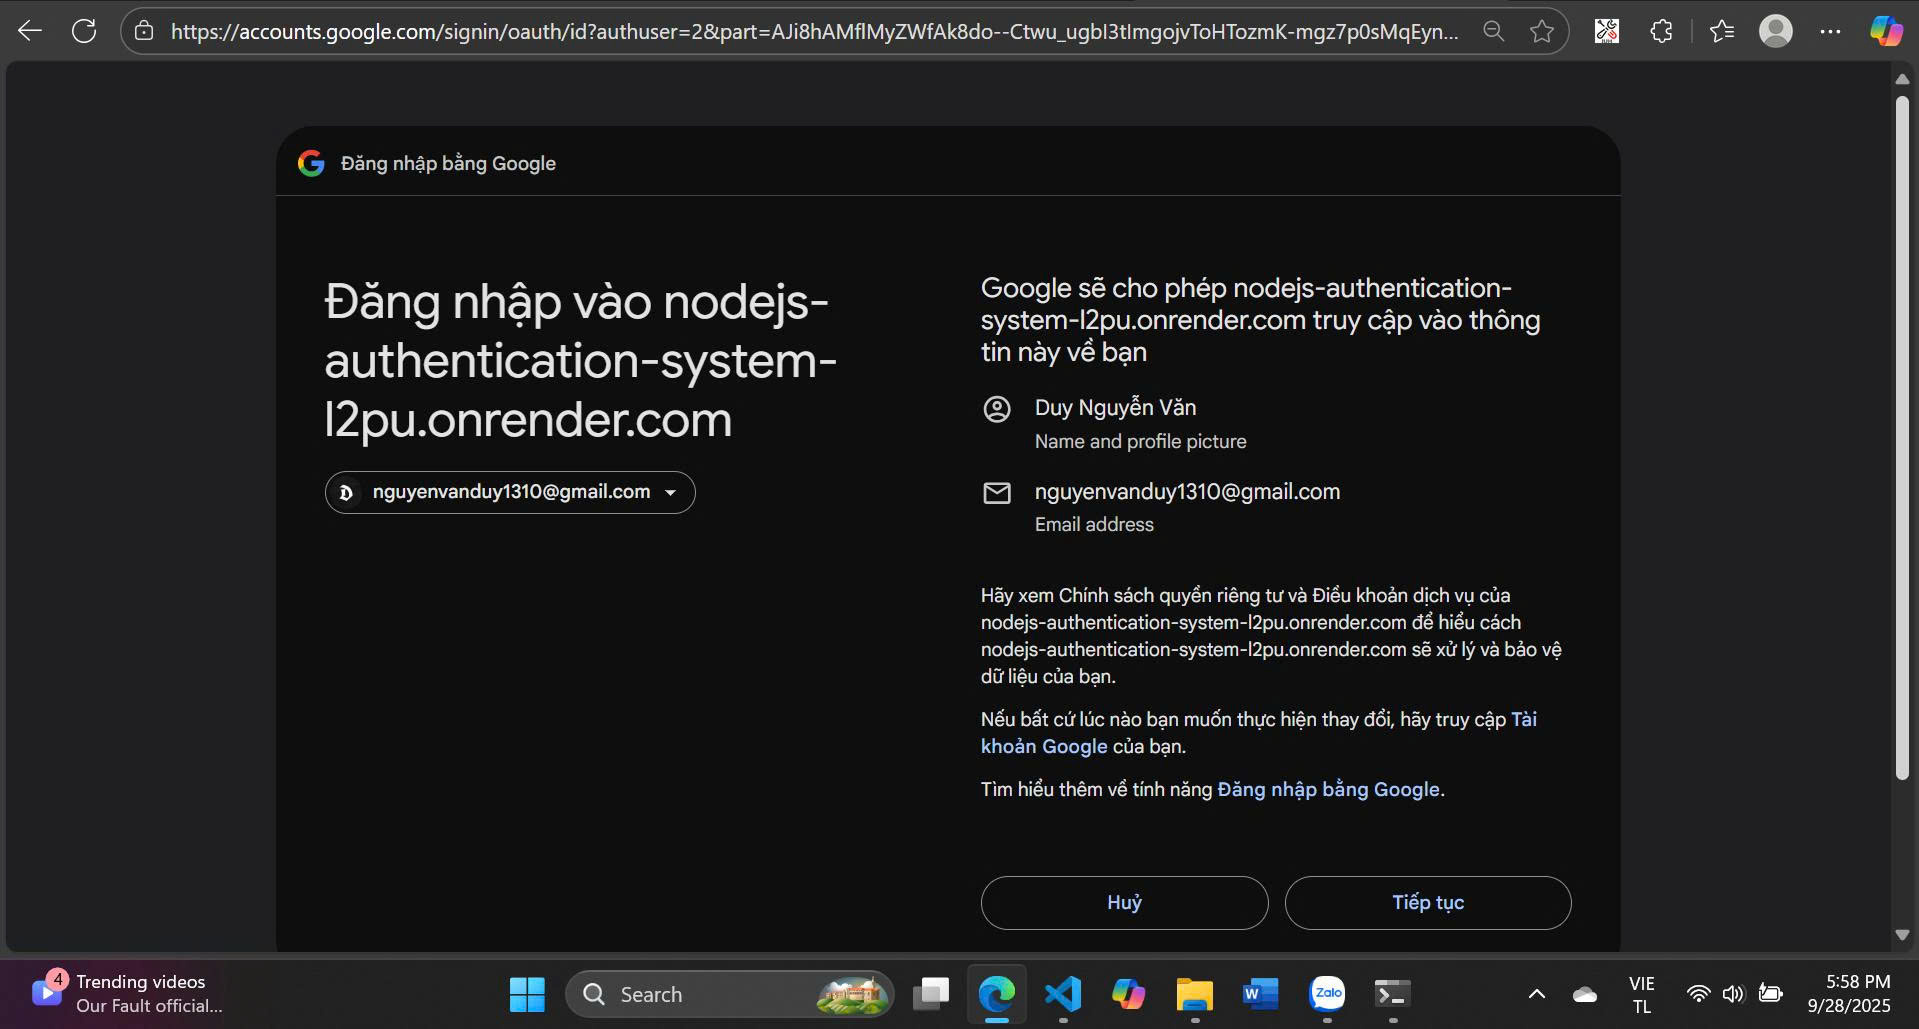 https://accounts.google.com/signin/oauth/id?authuser=2&part=AJi8hAMflMyZWfAk8do--Ctwu_ugbI3tImgojvToHTozmK-mgz7p0sMqEyn...
Đăng nhập bằng Google
Đăng nhập vào nodejs-
authentication-system-
l2pu.onrender.com
nguyenvanduy1310@gmail.com
Google sẽ cho phép nodejs-authentication-
system-l2pu.onrender.com truy cập vào thông
tin này về bạn
Duy Nguyễn Văn
Name and profile picture
nguyenvanduy1310@gmail.com
Email address
Hãy xem Chính sách quyền riêng tư và Điều khoản dịch vụ của
nodejs-authentication-system-l2pu.onrender.com để hiểu cách
nodejs-authentication-system-l2pu.onrender.com sẽ xử lý và bảo vệ
dữ liệu của bạn.
Nếu bất cứ lúc nào bạn muốn thực hiện thay đổi, hãy truy cập Tài
khoản Google của bạn.
Tìm hiểu thêm về tính năng Đăng nhập bằng Google.
Huỷ
Tiếp tục
4
Trending videos
Our Fault official...
Search
Zalo
VIE
TL
5:58 PM
9/28/2025